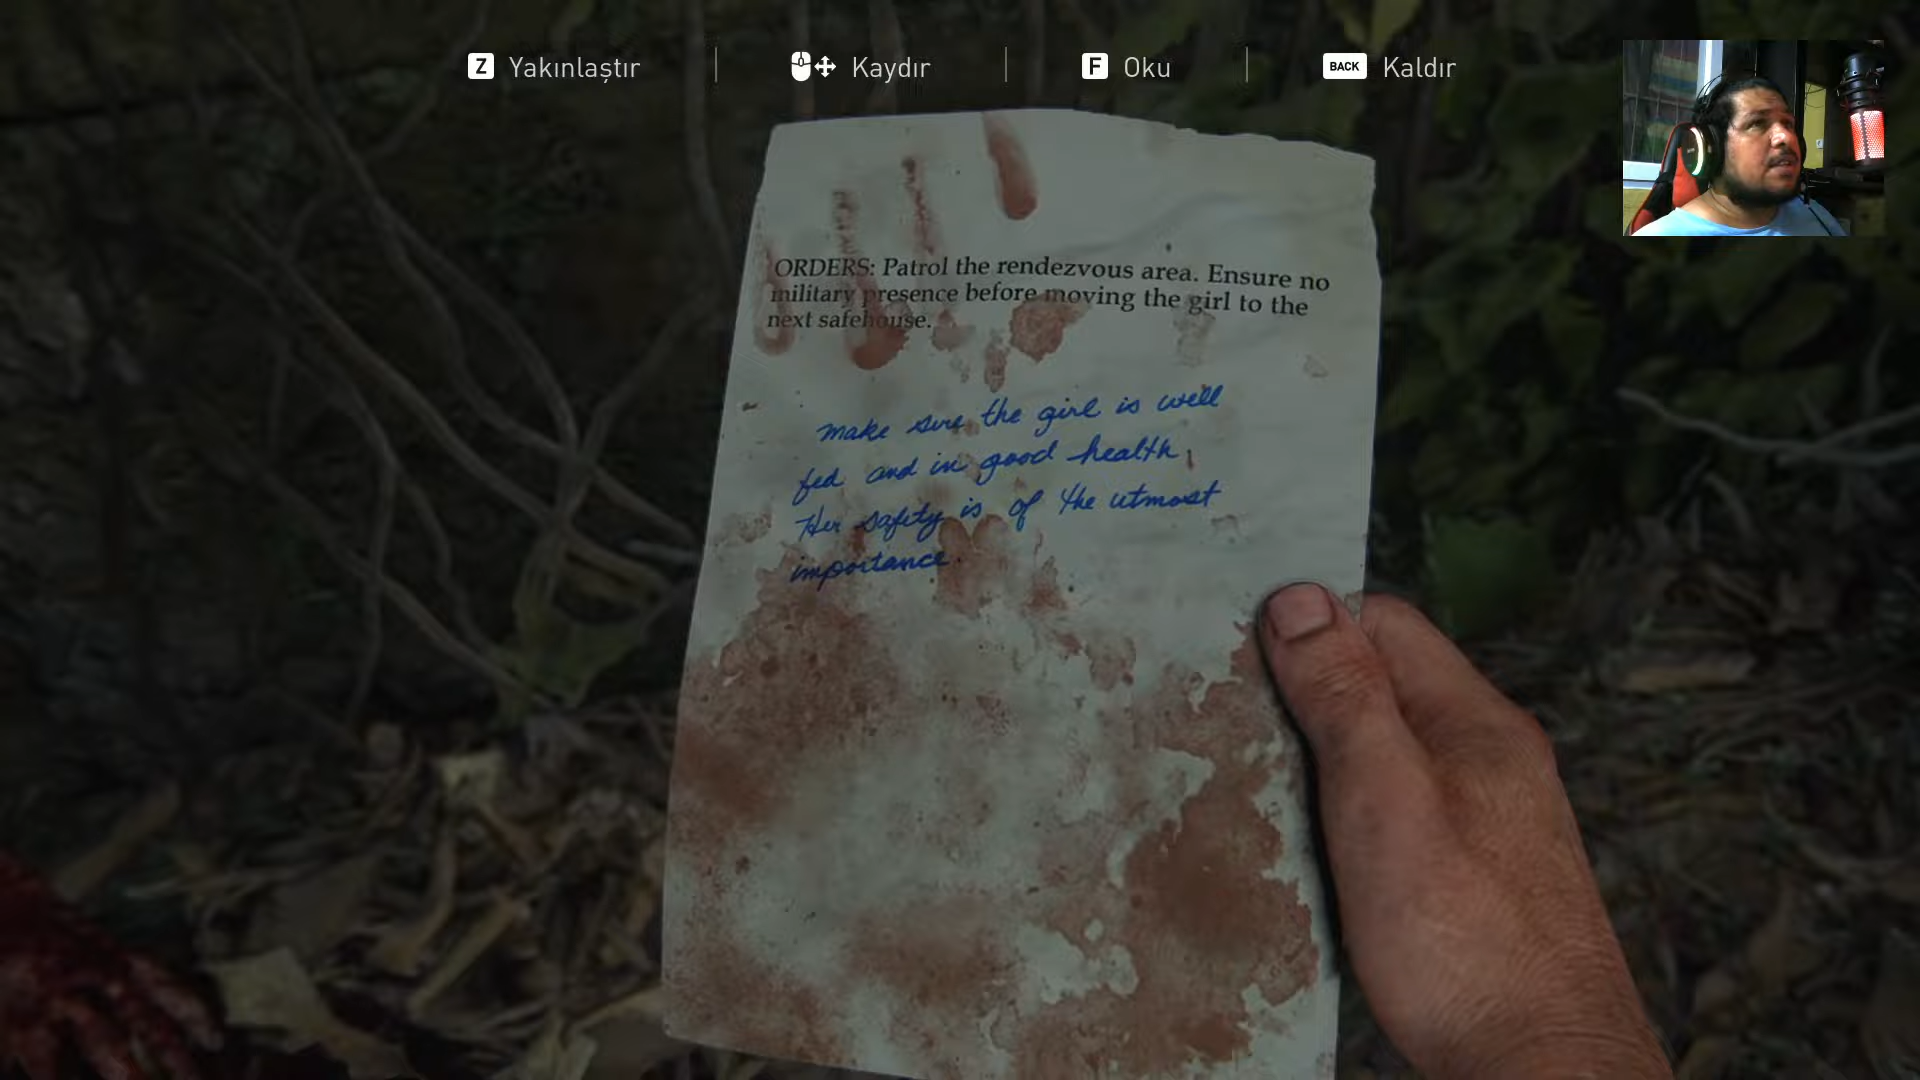 Z Yakınlaştır Kaydır F Oku BACK Kaldır
ORDERS: Patrol the rendezvous area. Ensure no
military presence before moving the girl to the
next safehouse.
make sure the girl is well
fed and in good health.
Her safety is of the utmost
importance.